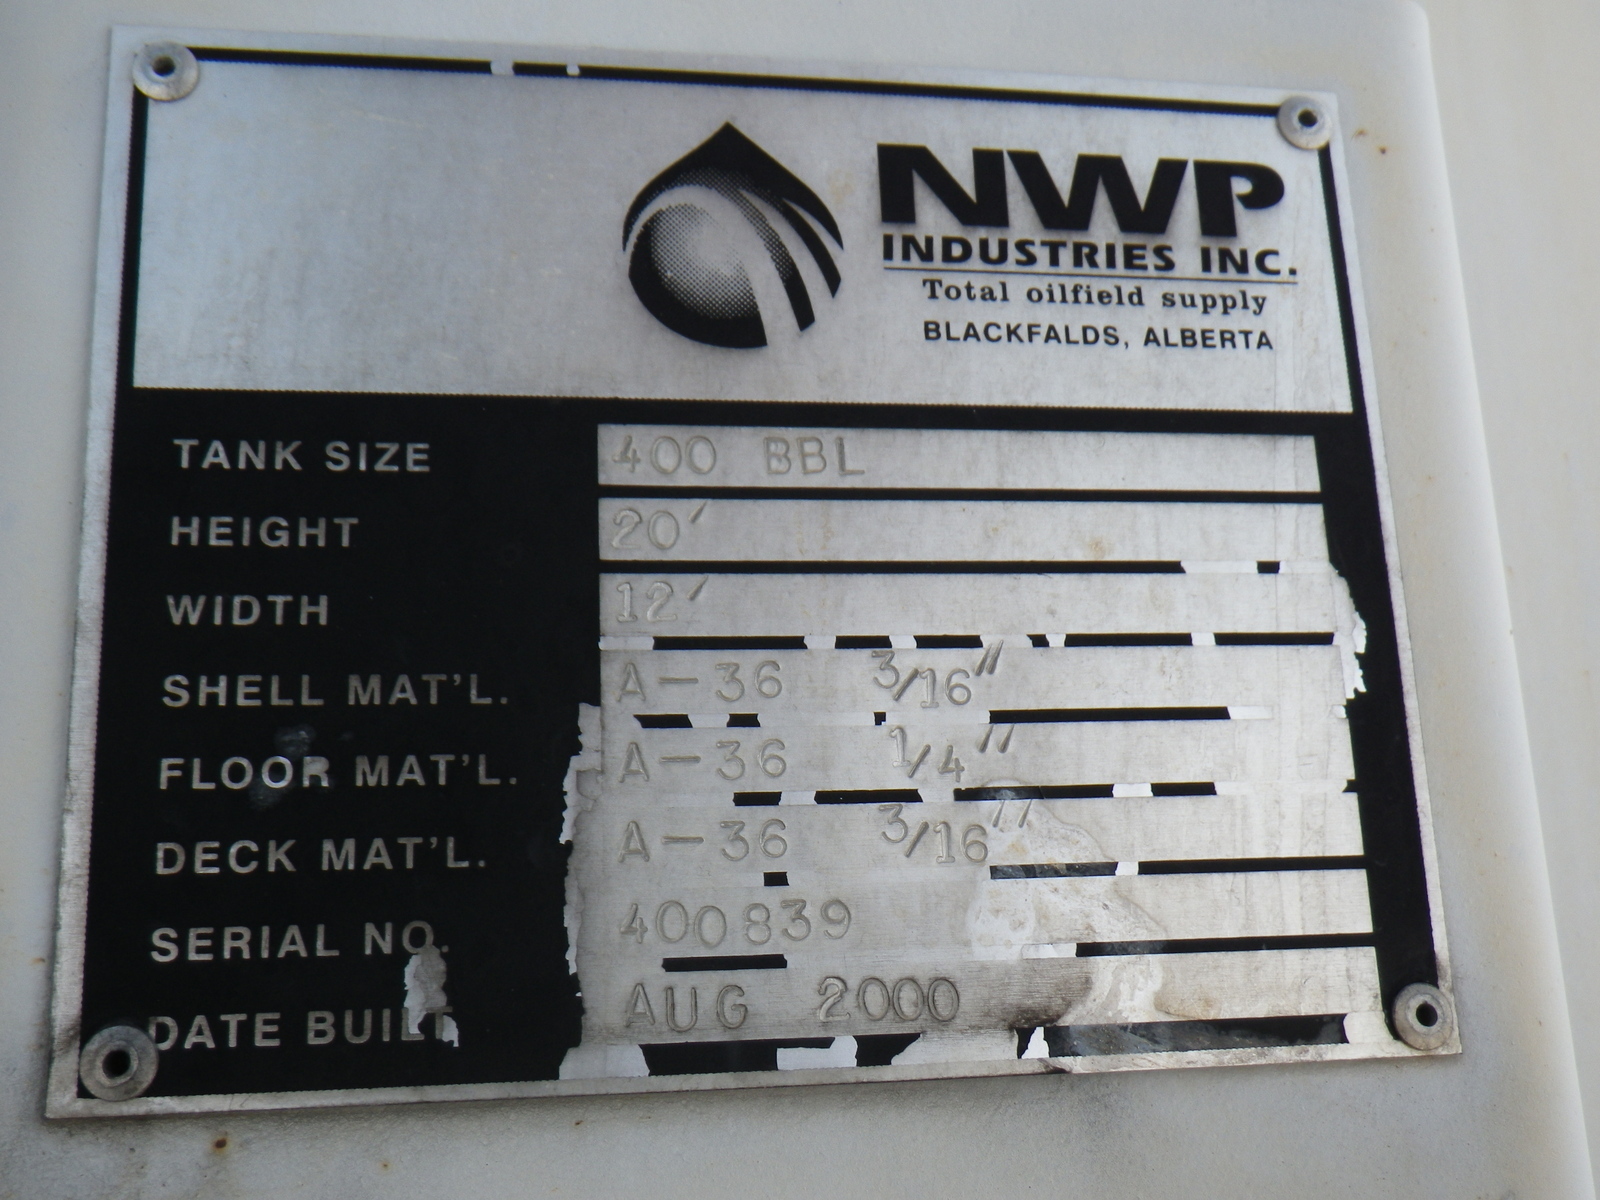 NWP
INDUSTRIES INC.
Total oilfield supply
BLACKFALDS, ALBERTA
TANK SIZE 400 BBL
HEIGHT 20′
WIDTH 12′
SHELL MAT'L. A-36 3/16″
FLOOR MAT'L. A-36 1/4″
DECK MAT'L. A-36 3/16″
SERIAL NO. 400839
DATE BUILT AUG 2000